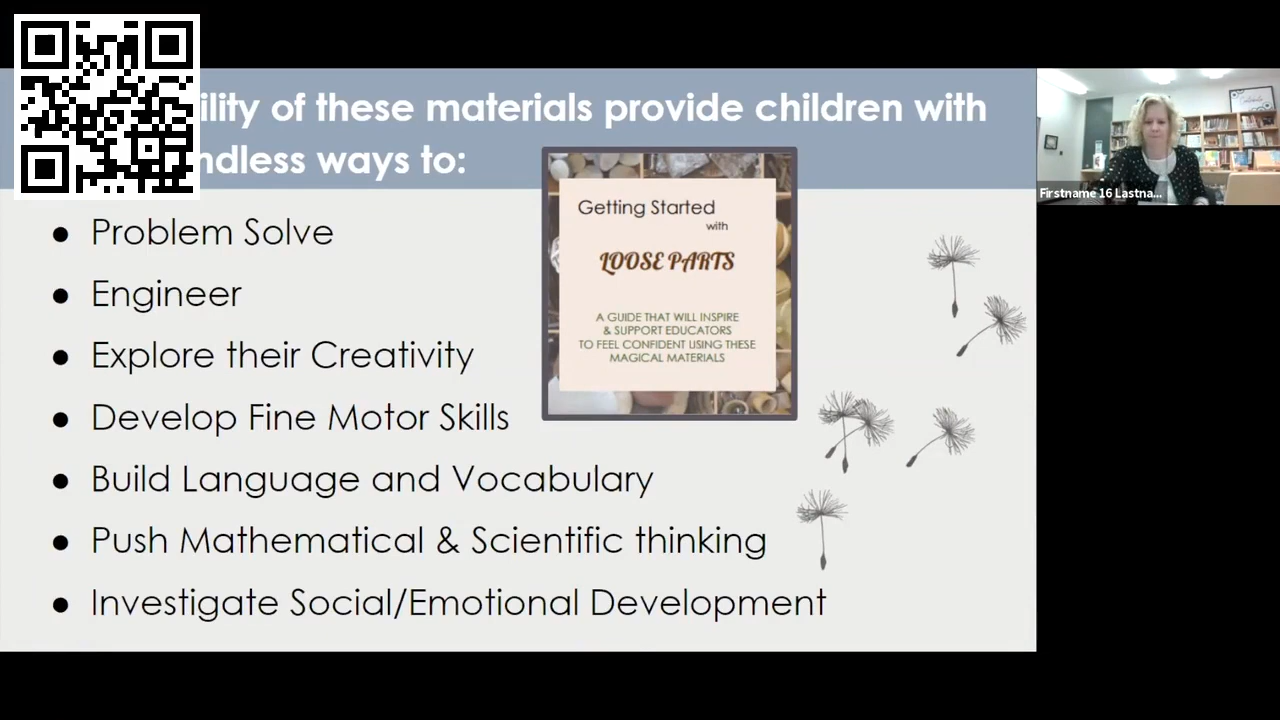 ility of these materials provide children with
ndless ways to:
● Problem Solve
● Engineer
● Explore their Creativity
● Develop Fine Motor Skills
● Build Language and Vocabulary
● Push Mathematical & Scientific thinking
● Investigate Social/Emotional Development
Getting Started
with
LOOSE PARTS
A GUIDE THAT WILL INSPIRE
& SUPPORT EDUCATORS
TO FEEL CONFIDENT USING THESE
MAGICAL MATERIALS
Firstname 16 Lastna...